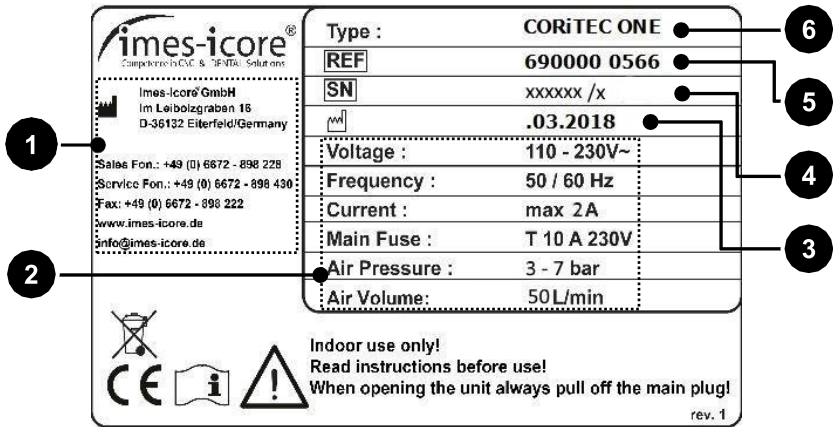 imes-icore®
Competence in CNC & DENTAL Solutions
imes-icore® GmbH
Im Leibolzgraben 16
D-36132 Eiterfeld/Germany
Sales Fon.: +49 (0) 6672 - 898 228
Service Fon.: +49 (0) 6672 - 898 430
Fax: +49 (0) 6672 - 898 222
www.imes-icore.de
info@imes-icore.de
Type : CORiTEC ONE
REF 690000 0566
SN xxxxxx /x
.03.2018
Voltage : 110 - 230V~
Frequency : 50 / 60 Hz
Current : max 2A
Main Fuse : T 10 A 230V
Air Pressure : 3 - 7 bar
Air Volume: 50L/min
CE
i
!
Indoor use only!
Read instructions before use!
When opening the unit always pull off the main plug!
rev. 1
1
2
6
5
4
3